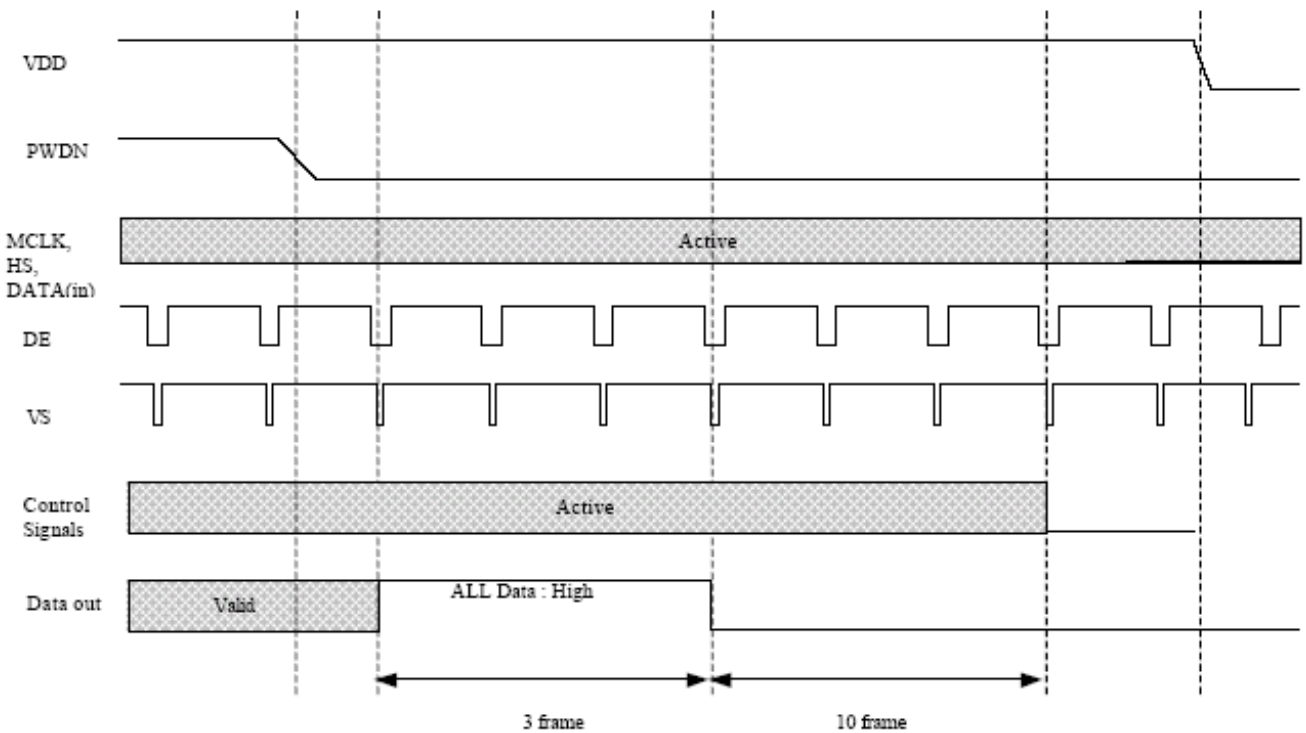 VDD
PWDN
MCLK,
HS,
DATA(in)
Active
DE
VS
Control
Signals
Active
Data out
Valid
ALL Data : High
3 frame
10 frame